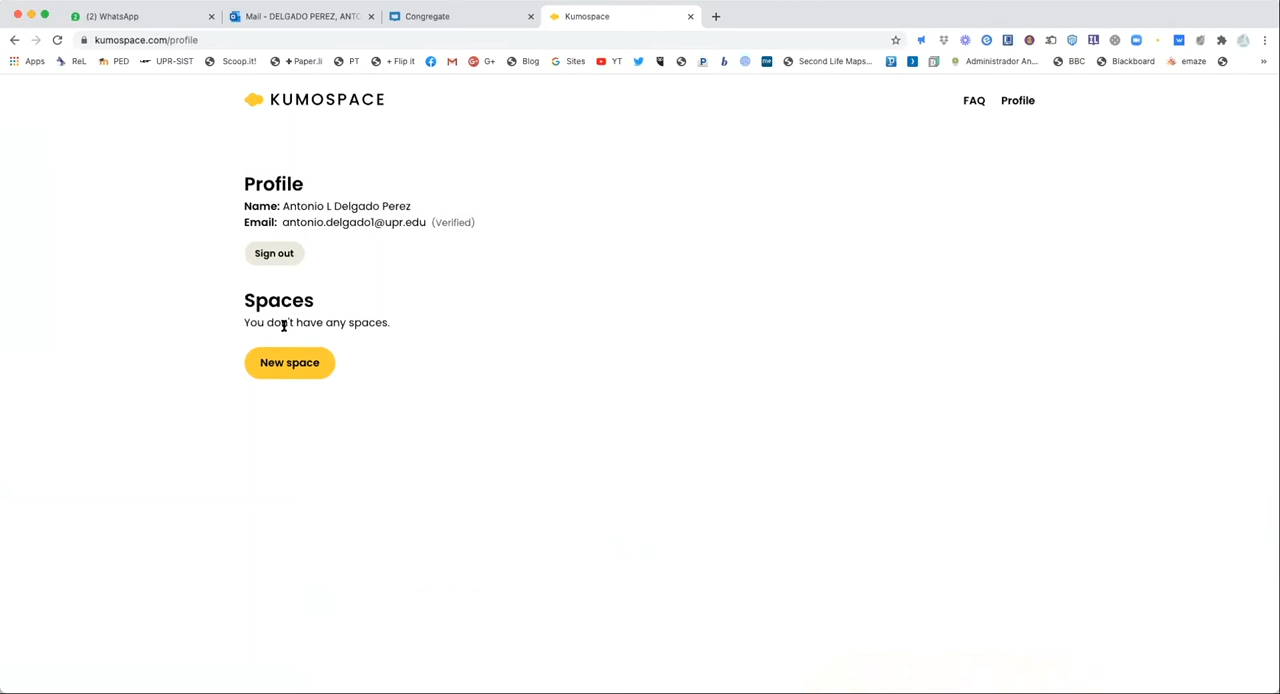 (2) WhatsApp
Mail - DELGADO PEREZ, ANTC
Congregate
Kumospace
kumospace.com/profile
Apps
ReL
PED
UPR-SIST
Scoop.it!
+ Paper.li
PT
+ Flip it
G+
Blog
Sites
YT
Second Life Maps...
Administrador An...
BBC
Blackboard
emaze
»
KUMOSPACE
FAQ
Profile
Profile
Name: Antonio L Delgado Perez
Email: antonio.delgado1@upr.edu (Verified)
Sign out
Spaces
You don't have any spaces.
New space